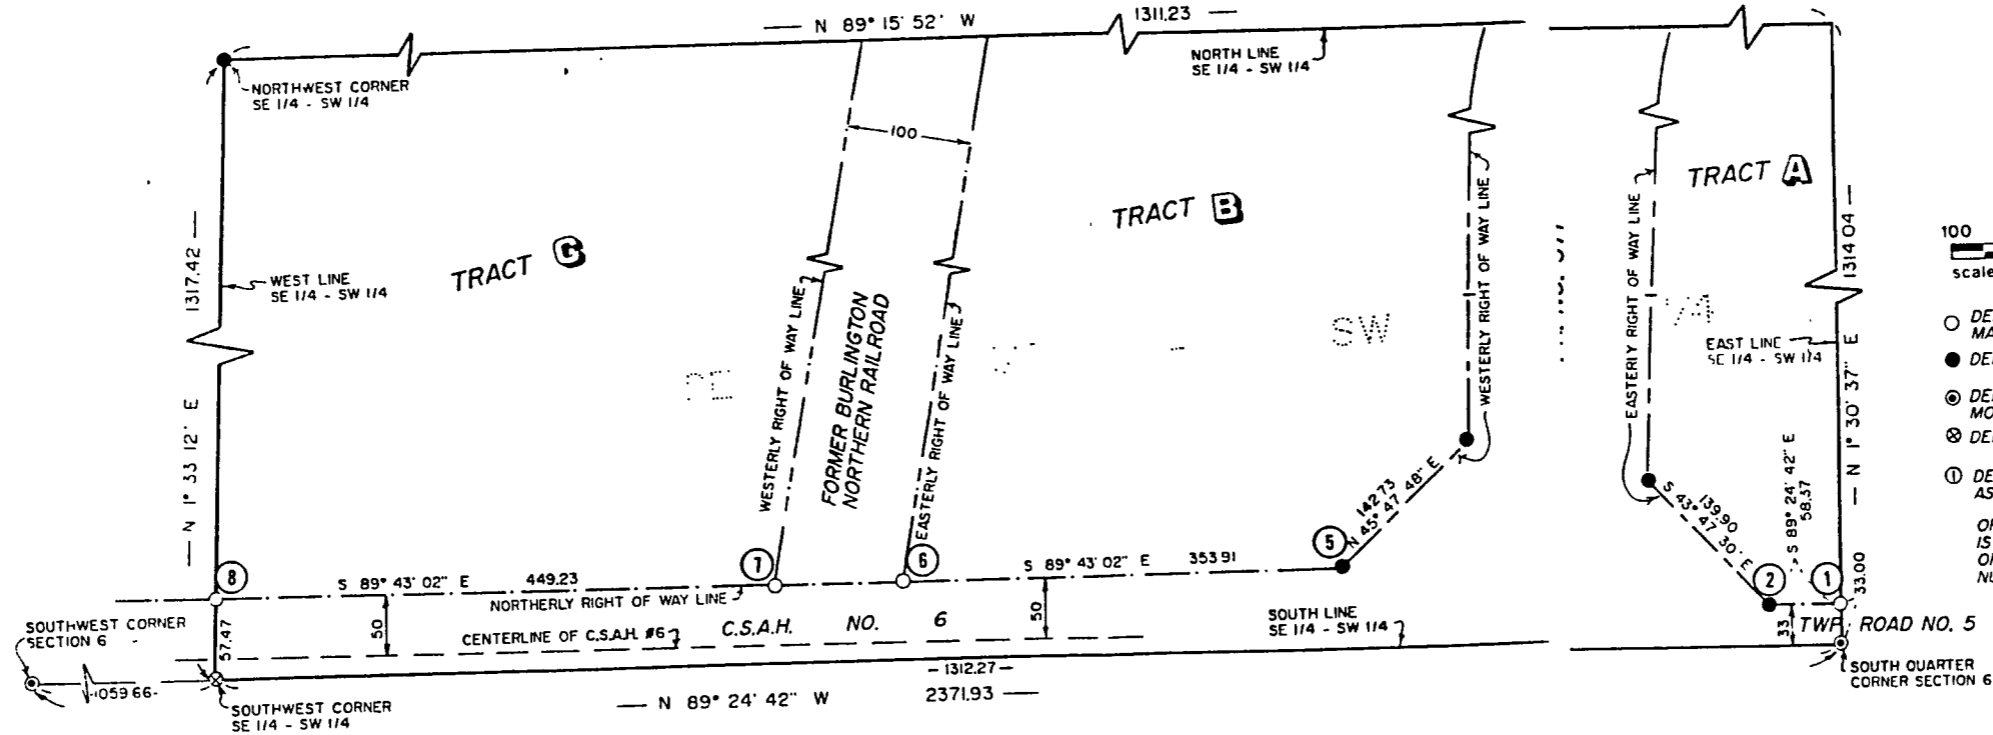 N 89° 15' 52" W
1311.23
NORTHWEST CORNER
SE 1/4 - SW 1/4
NORTH LINE
SE 1/4 - SW 1/4
100
TRACT A
TRACT B
TRACT C
1317.42
WEST LINE
SE 1/4 - SW 1/4
N 1° 33 12" E
WESTERLY RIGHT OF WAY LINE
FORMER BURLINGTON
NORTHERN RAILROAD
EASTERLY RIGHT OF WAY LINE
SW
WESTERLY RIGHT OF WAY LINE
EASTERLY RIGHT OF WAY LINE
1/4
EAST LINE
SE 1/4 - SW 1/4
1314 04
N 1° 30' 37" E
100
scale
142.73
N 45° 47 48" E
139.90
S 43° 47 30" E
S 89° 24' 42" E
58.37
8
7
6
5
2
1
33.00
S 89° 43' 02" E 449.23
NORTHERLY RIGHT OF WAY LINE
S 89° 43' 02" E 353 91
50
CENTERLINE OF C.S.A.H. #6
C.S.A.H. NO. 6
50
SOUTH LINE
SE 1/4 - SW 1/4
33
TWP. ROAD NO. 5
SOUTHWEST CORNER
SECTION 6
57.47
1059 66
SOUTHWEST CORNER
SE 1/4 - SW 1/4
1312.27
N 89° 24' 42" W 2371.93
SOUTH QUARTER
CORNER SECTION 6
1